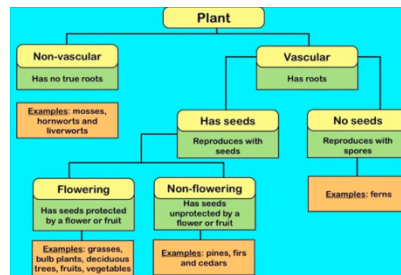 Plant
Non-vascular
Has no true roots
Examples: mosses,
hornworts and
liverworts
Vascular
Has roots
Has seeds
Reproduces with
seeds
No seeds
Reproduces with
spores
Examples: ferns
Flowering
Has seeds protected by
a flower or fruit
Examples: grasses,
bulb plants, deciduous
trees, fruits, vegetables
Non-flowering
Has seeds
unprotected by a
flower or fruit
Examples: pines, firs
and cedars